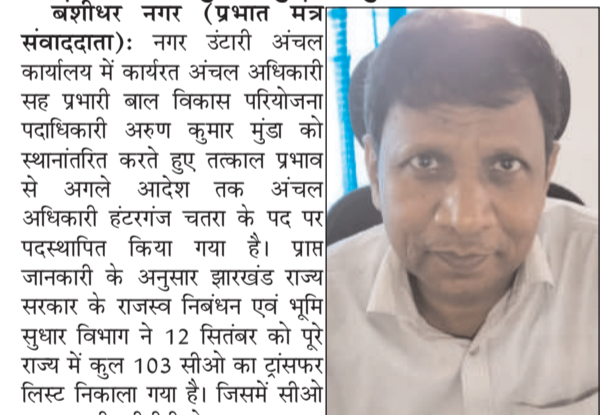 बंशीधर नगर (प्रभात मंत्र
संवाददाता): नगर उंटारी अंचल
कार्यालय में कार्यरत अंचल अधिकारी
सह प्रभारी बाल विकास परियोजना
पदाधिकारी अरुण कुमार मुंडा को
स्थानांतरित करते हुए तत्काल प्रभाव
से अगले आदेश तक अंचल
अधिकारी हंटरगंज चतरा के पद पर
पदस्थापित किया गया है। प्राप्त
जानकारी के अनुसार झारखंड राज्य
सरकार के राजस्व निबंधन एवं भूमि
सुधार विभाग ने 12 सितंबर को पूरे
राज्य में कुल 103 सीओ का ट्रांसफर
लिस्ट निकाला गया है। जिसमें सीओ